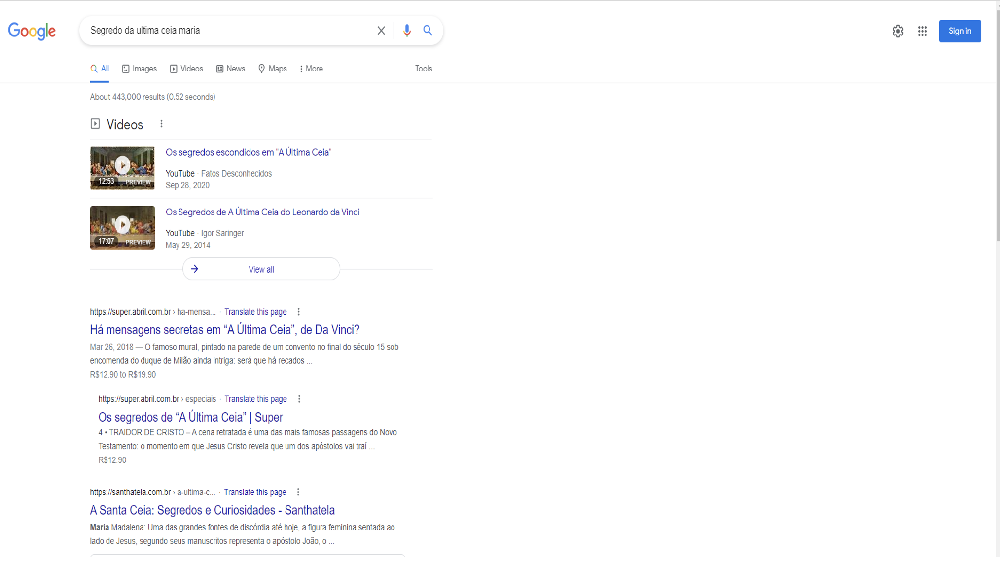 Google
Segredo da ultima ceia maria
Sign in
All
Images
Videos
News
Maps
More
Tools
About 443,000 results (0.52 seconds)
Videos
Os segredos escondidos em "A Última Ceia"
12:53
PREVIEW
YouTube · Fatos Desconhecidos
Sep 28, 2020
Os Segredos de A Última Ceia do Leonardo da Vinci
17:07
PREVIEW
YouTube · Igor Saringer
May 29, 2014
View all
https://super.abril.com.br › ha-mensa... · Translate this page
Há mensagens secretas em “A Última Ceia”, de Da Vinci?
Mar 26, 2018 — O famoso mural, pintado na parede de um convento no final do século 15 sob
encomenda do duque de Milão ainda intriga: será que há recados ...
R$12.90 to R$19.90
https://super.abril.com.br › especiais · Translate this page
Os segredos de “A Última Ceia” | Super
4 • TRAIDOR DE CRISTO – A cena retratada é uma das mais famosas passagens do Novo
Testamento: o momento em que Jesus Cristo revela que um dos apóstolos vai traí ...
R$12.90
https://santhatela.com.br › a-ultima-c... · Translate this page
A Santa Ceia: Segredos e Curiosidades - Santhatela
Maria Madalena: Uma das grandes fontes de discórdia até hoje, a figura feminina sentada ao
lado de Jesus, segundo seus manuscritos representa o apóstolo João, o ...